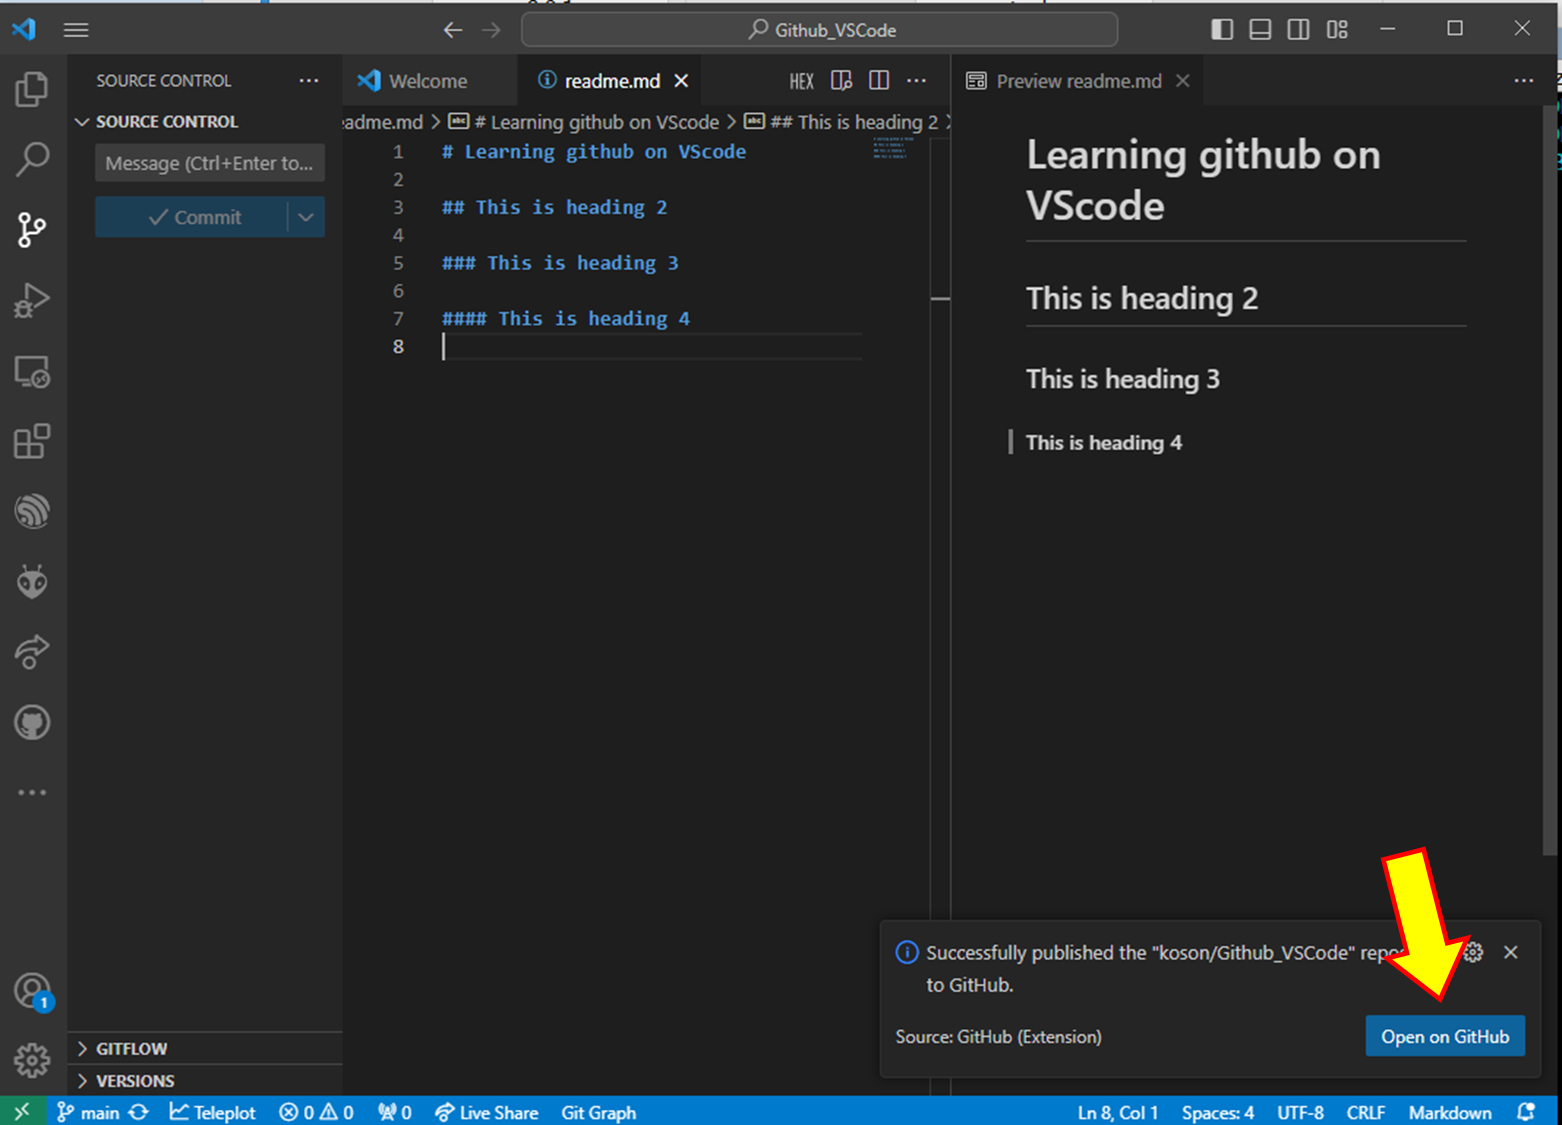 Github_VSCode
SOURCE CONTROL
SOURCE CONTROL
Message (Ctrl+Enter to...
Commit
GITFLOW
VERSIONS
Welcome
readme.md
HEX
eadme.md > # Learning github on VScode > ## This is heading 2 >
1 # Learning github on VScode
2
3 ## This is heading 2
4
5 ### This is heading 3
6
7 #### This is heading 4
8
Preview readme.md
Learning github on
VScode
This is heading 2
This is heading 3
This is heading 4
Successfully published the "koson/Github_VSCode" repo
to GitHub.
Source: GitHub (Extension)
Open on GitHub
1
main Teleplot 0 0 0 Live Share Git Graph Ln 8, Col 1 Spaces: 4 UTF-8 CRLF Markdown